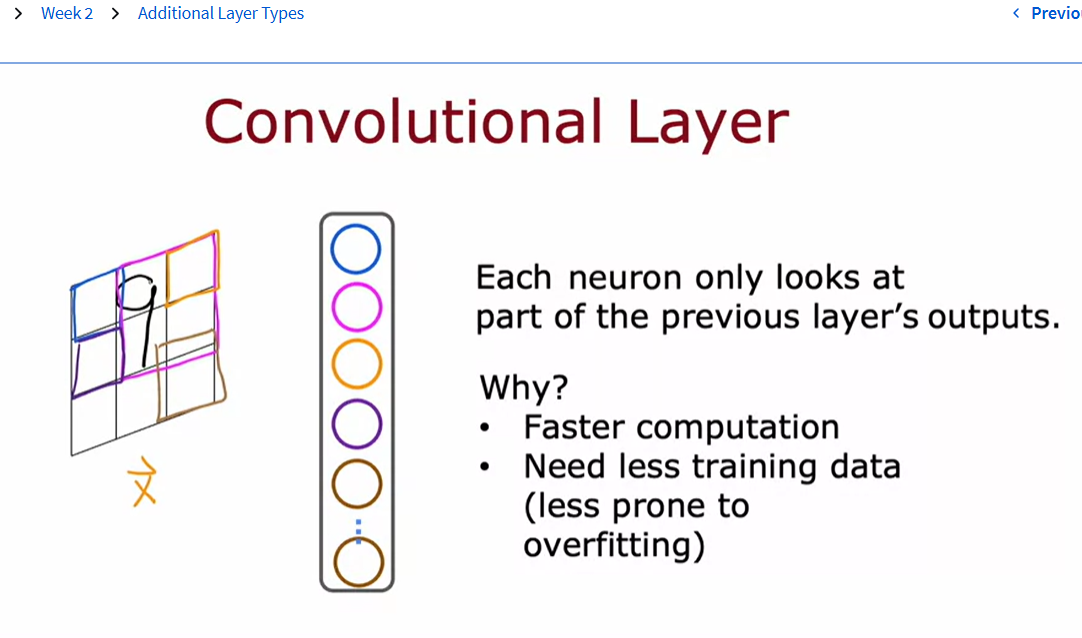 > Week 2 > Additional Layer Types
< Previo
Convolutional Layer
9
Each neuron only looks at
part of the previous layer's outputs.
Why?
• Faster computation
• Need less training data
(less prone to
overfitting)
x⃗